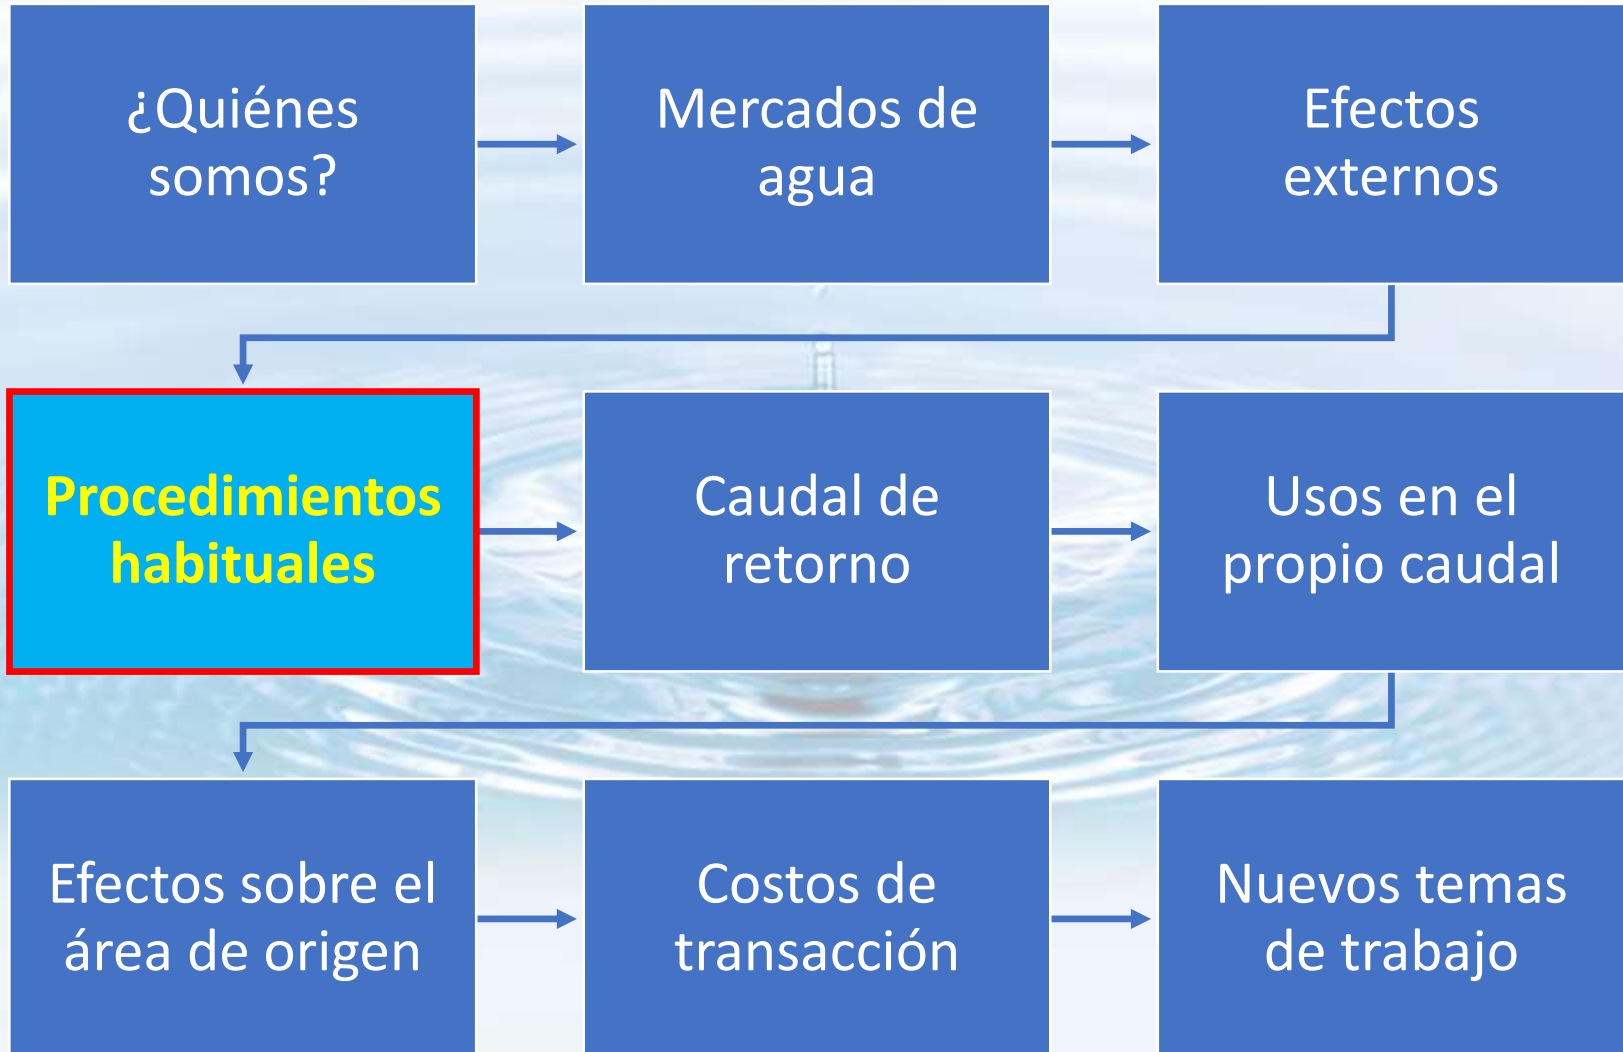 ¿Quiénes
somos?
Mercados de
agua
Efectos
externos
Procedimientos
habituales
Caudal de
retorno
Usos en el
propio caudal
Efectos sobre el
área de origen
Costos de
transacción
Nuevos temas
de trabajo